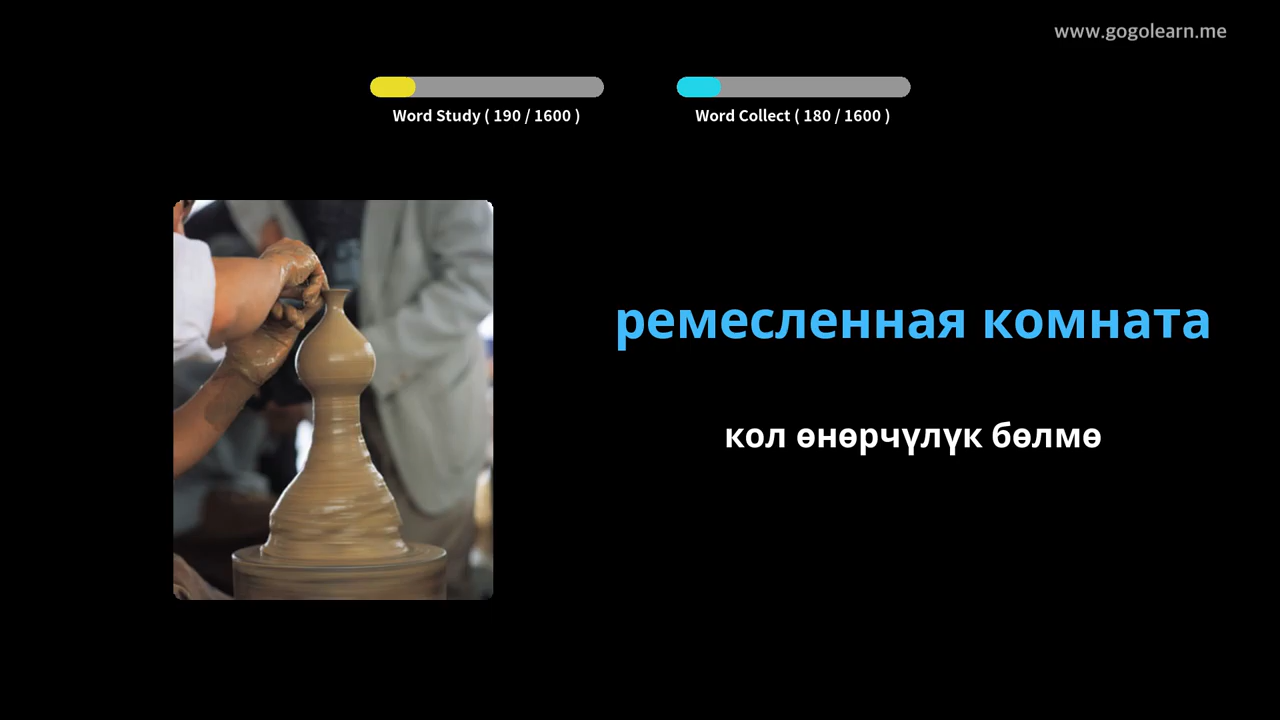 www.gogolearn.me
Word Study ( 190 / 1600 )
Word Collect ( 180 / 1600 )
ремесленная комната
кол өнөрчүлүк бөлмө